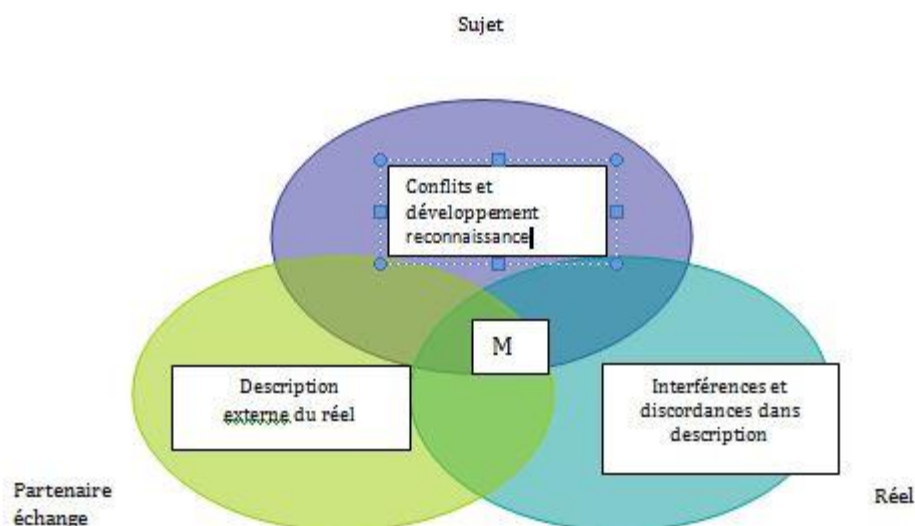 Sujet
Conflits et
développement
reconnaissance
M
Description
externe du réel
Interférences et
discordances dans
description
Partenaire
échange
Réel